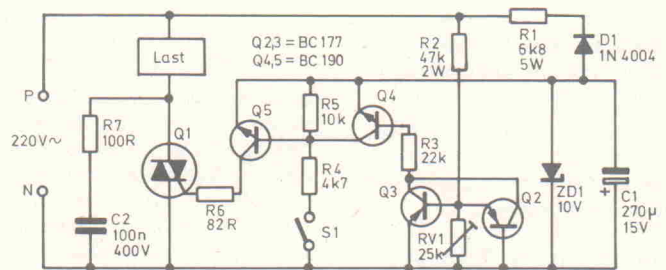 Q2,3 = BC 177
Q4,5 = BC 190
Last
P
220V~
N
R7
100R
C2
100n
400V
Q1
R6
82R
Q5
R5
10k
R4
4k7
S1
Q4
R3
22k
Q3
R2
47k
2W
RV1
25k
Q2
R1
6k8
5W
D1
1N 4004
ZD1
10V
+
C1
270µ
15V